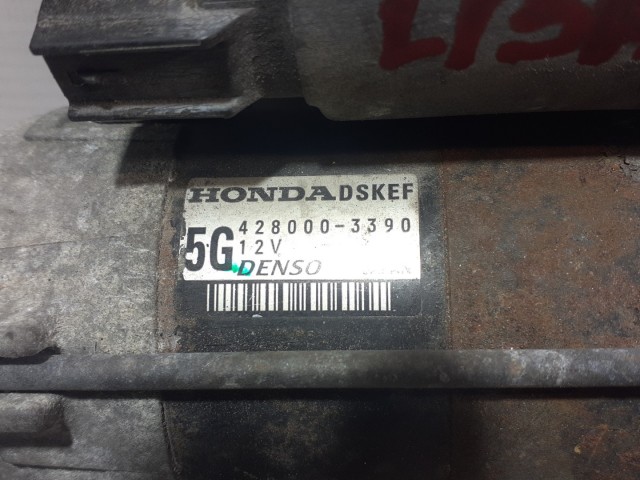 HONDA DSKEF
428000-3390
5G 12V
DENSO